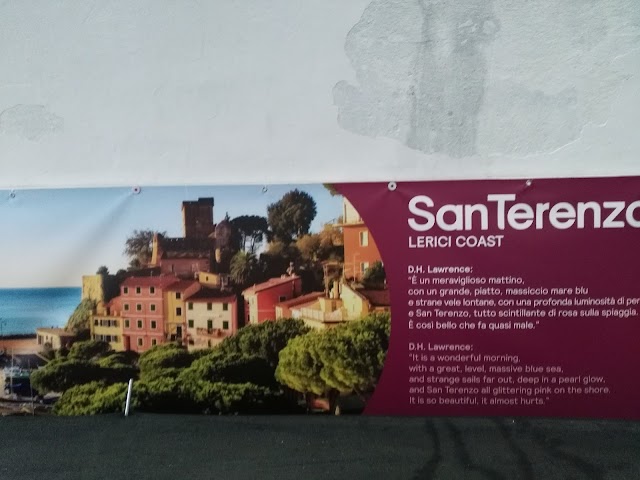 SanTerenzo
LERICI COAST
D.H. Lawrence:
"È un meraviglioso mattino,
con un grande, piatto, massiccio mare blu
e strane vele lontane, con una profonda luminosità di per
e San Terenzo, tutto scintillante di rosa sulla spiaggia.
È così bello che fa quasi male."
D.H. Lawrence:
"It is a wonderful morning,
with a great, level, massive blue sea,
and strange sails far out, deep in a pearl glow,
and San Terenzo all glittering pink on the shore.
It is so beautiful, it almost hurts."